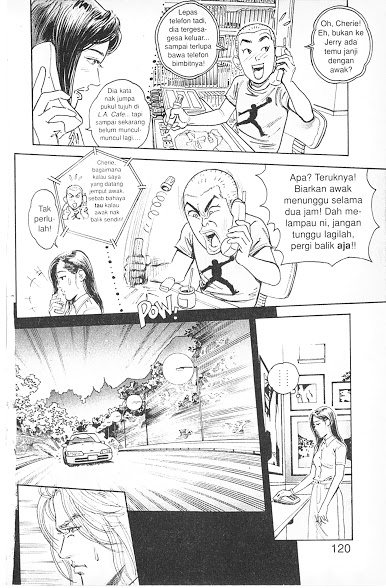 Oh, Cherie!
Eh, bukan ke
Jerry ada
temu janji
dengan
awak?
Lepas
telefon tadi,
dia tergesa-
gesa keluar...
sampai terlupa
bawa telefon
bimbitnya!
Dia kata
nak jumpa
pukul tujuh di
L.A. Cafe... tapi
sampai sekarang
belum muncul
muncul lagi....
Apa? Teruknya!
Biarkan awak
menunggu selama
dua jam! Dah me-
lampau ni, jangan
tunggu lagilah,
pergi balik aja!!
Cherie,
bagaimana
kalau saya
yang datang
jemput awak,
sebab bahaya
tau kalau
awak nak
balik sendiri!
Tak
perlu-
lah!
POW!
120